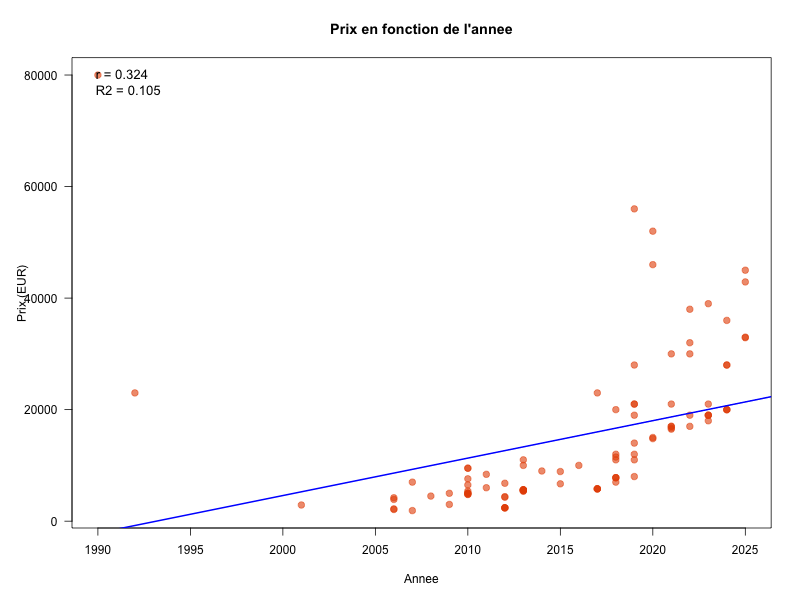 Prix en fonction de l'annee
r = 0.324
R2 = 0.105
80000
60000
40000
20000
0
Prix (EUR)
1990 1995 2000 2005 2010 2015 2020 2025
Annee